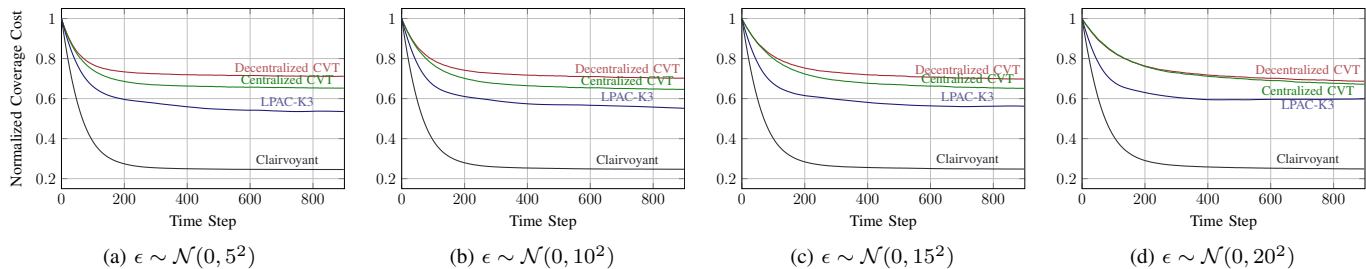 Normalized Coverage Cost
1
0.8
0.6
0.4
0.2
0 200 400 600 800
Decentralized CVT
Centralized CVT
LPAC-K3
Clairvoyant
Time Step
(a) ϵ ∼ N(0, 5²)
1
0.8
0.6
0.4
0.2
0 200 400 600 800
Decentralized CVT
Centralized CVT
LPAC-K3
Clairvoyant
Time Step
(b) ϵ ∼ N(0, 10²)
1
0.8
0.6
0.4
0.2
0 200 400 600 800
Decentralized CVT
Centralized CVT
LPAC-K3
Clairvoyant
Time Step
(c) ϵ ∼ N(0, 15²)
1
0.8
0.6
0.4
0.2
0 200 400 600 800
Decentralized CVT
Centralized CVT
LPAC-K3
Clairvoyant
Time Step
(d) ϵ ∼ N(0, 20²)